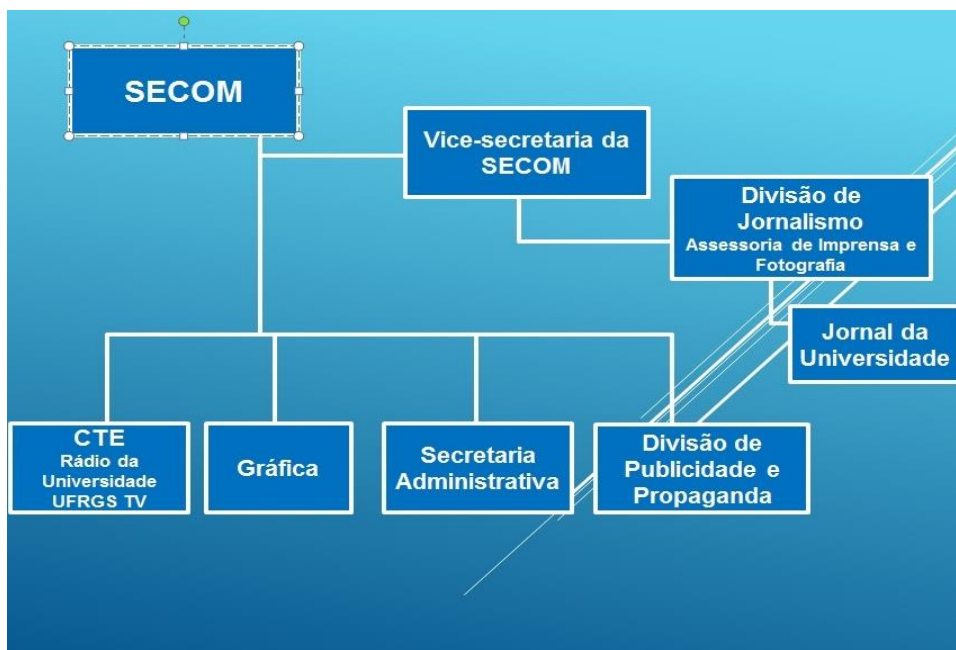 SECOM
Vice-secretaria da
SECOM
Divisão de
Jornalismo
Assessoria de Imprensa e
Fotografia
Jornal da
Universidade
CTE
Rádio da
Universidade
UFRGS TV
Gráfica
Secretaria
Administrativa
Divisão de
Publicidade e
Propaganda